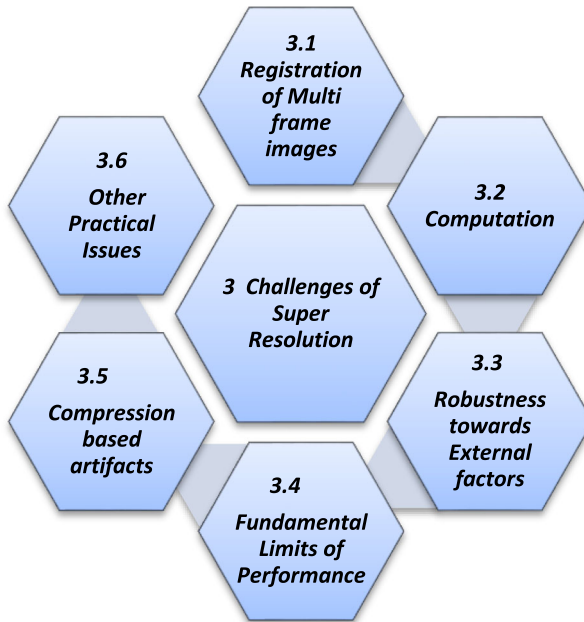 3.1
Registration
of Multi
frame
images
3.2
Computation
3.3
Robustness
towards
External
factors
3.4
Fundamental
Limits of
Performance
3.5
Compression
based
artifacts
3.6
Other
Practical
Issues
3 Challenges of
Super
Resolution